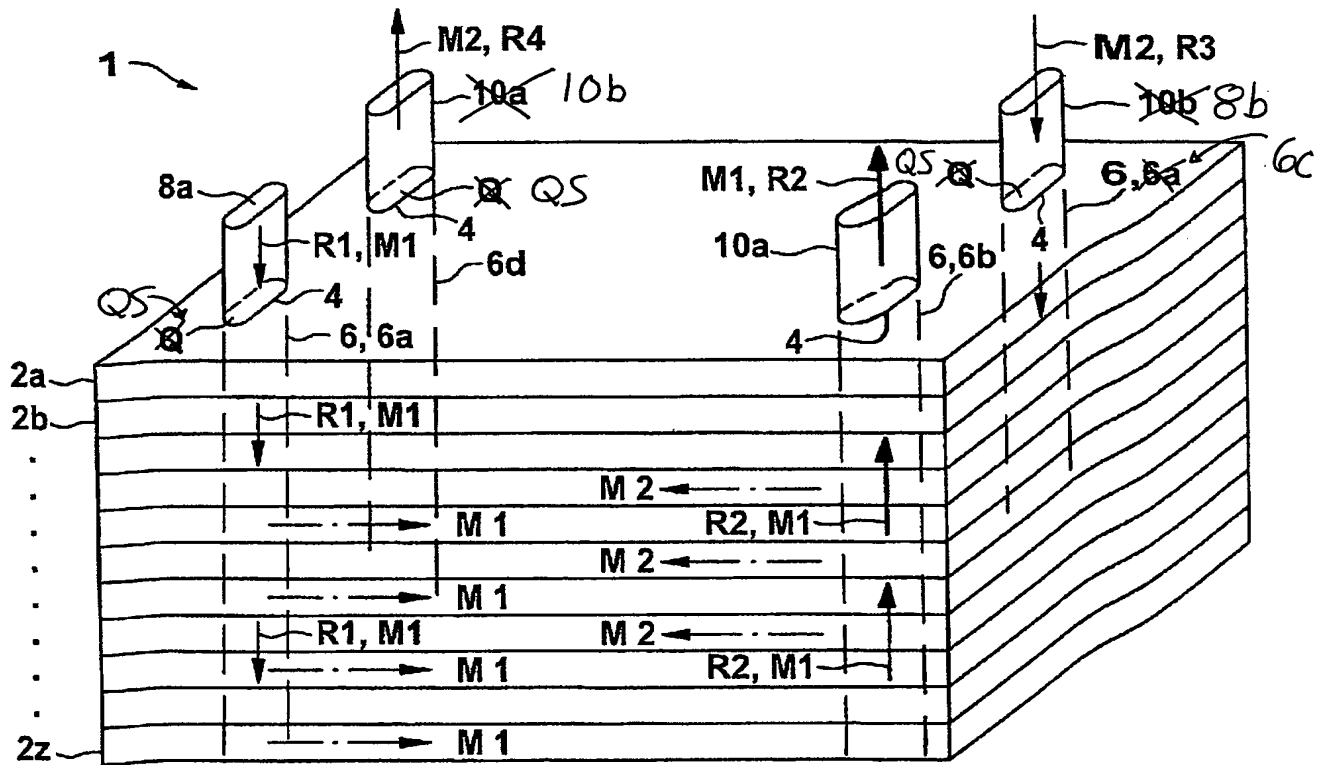 1
M2, R4
10a 10b
M2, R3
10b 8b
8a
Q QS
4
M1, R2
QS Q
6,6a 6c
R1, M1
4
QS
Q
6, 6a
6d
10a
6,6b
4
4
2a
2b
R1, M1
M 2
M 1
R2, M1
M 2
M 1
R1, M1
M 2
M 1
R2, M1
2z
M 1